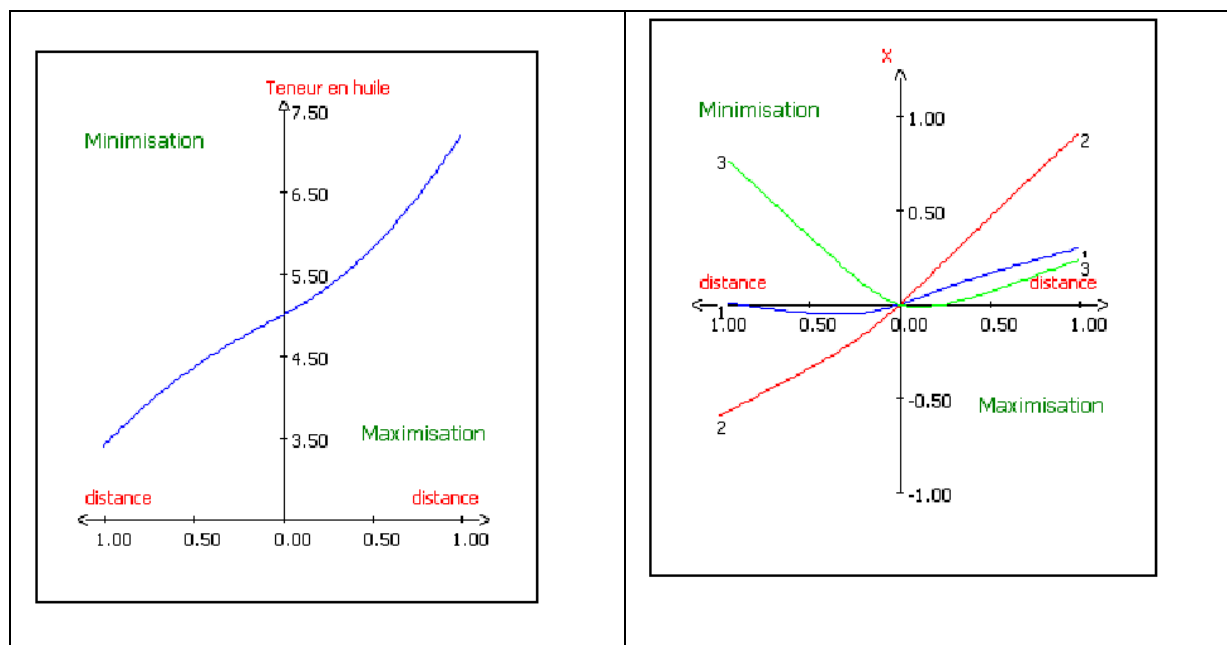 Teneur en huile
7.50
Minimisation
6.50
5.50
4.50
3.50
Maximisation
distance
distance
1.00 0.50 0.00 0.50 1.00
X
Minimisation
1.00
2
3
0.50
1
3
distance
distance
1
1.00 0.50 0.00 0.50 1.00
-0.50
Maximisation
2
-1.00